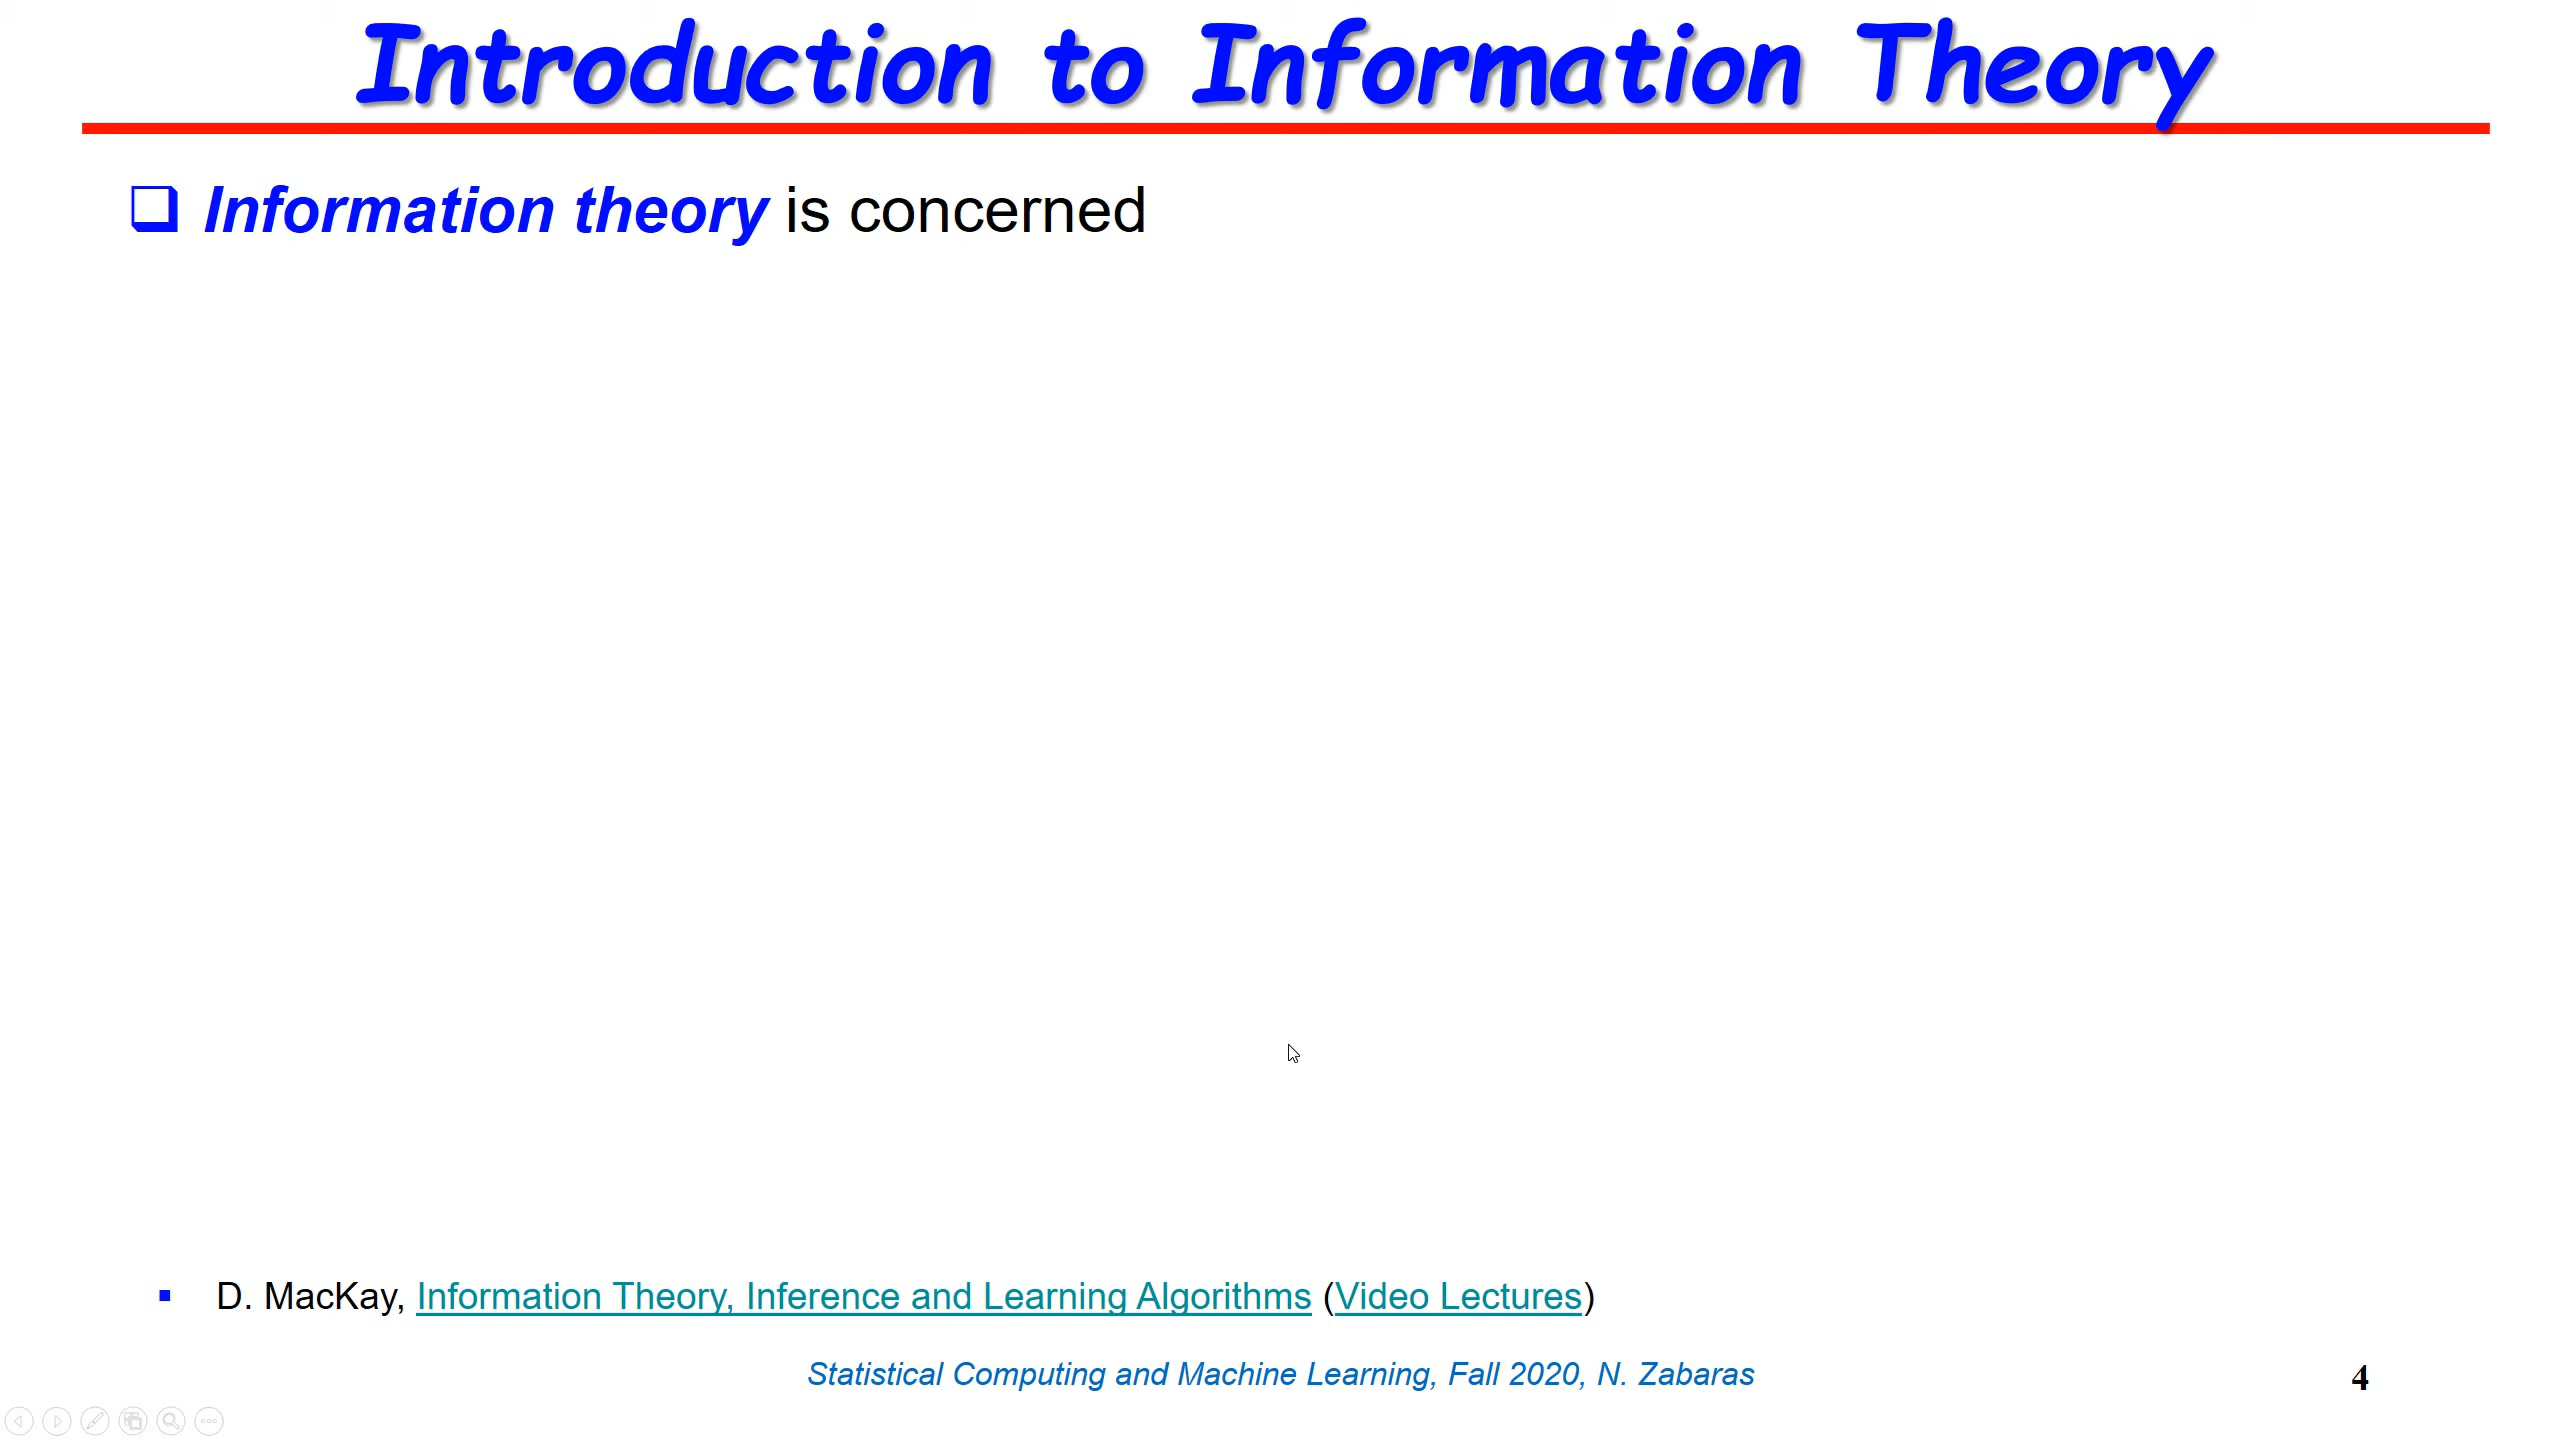 Introduction to Information Theory
Information theory is concerned
D. MacKay, Information Theory, Inference and Learning Algorithms (Video Lectures)
Statistical Computing and Machine Learning, Fall 2020, N. Zabaras
4